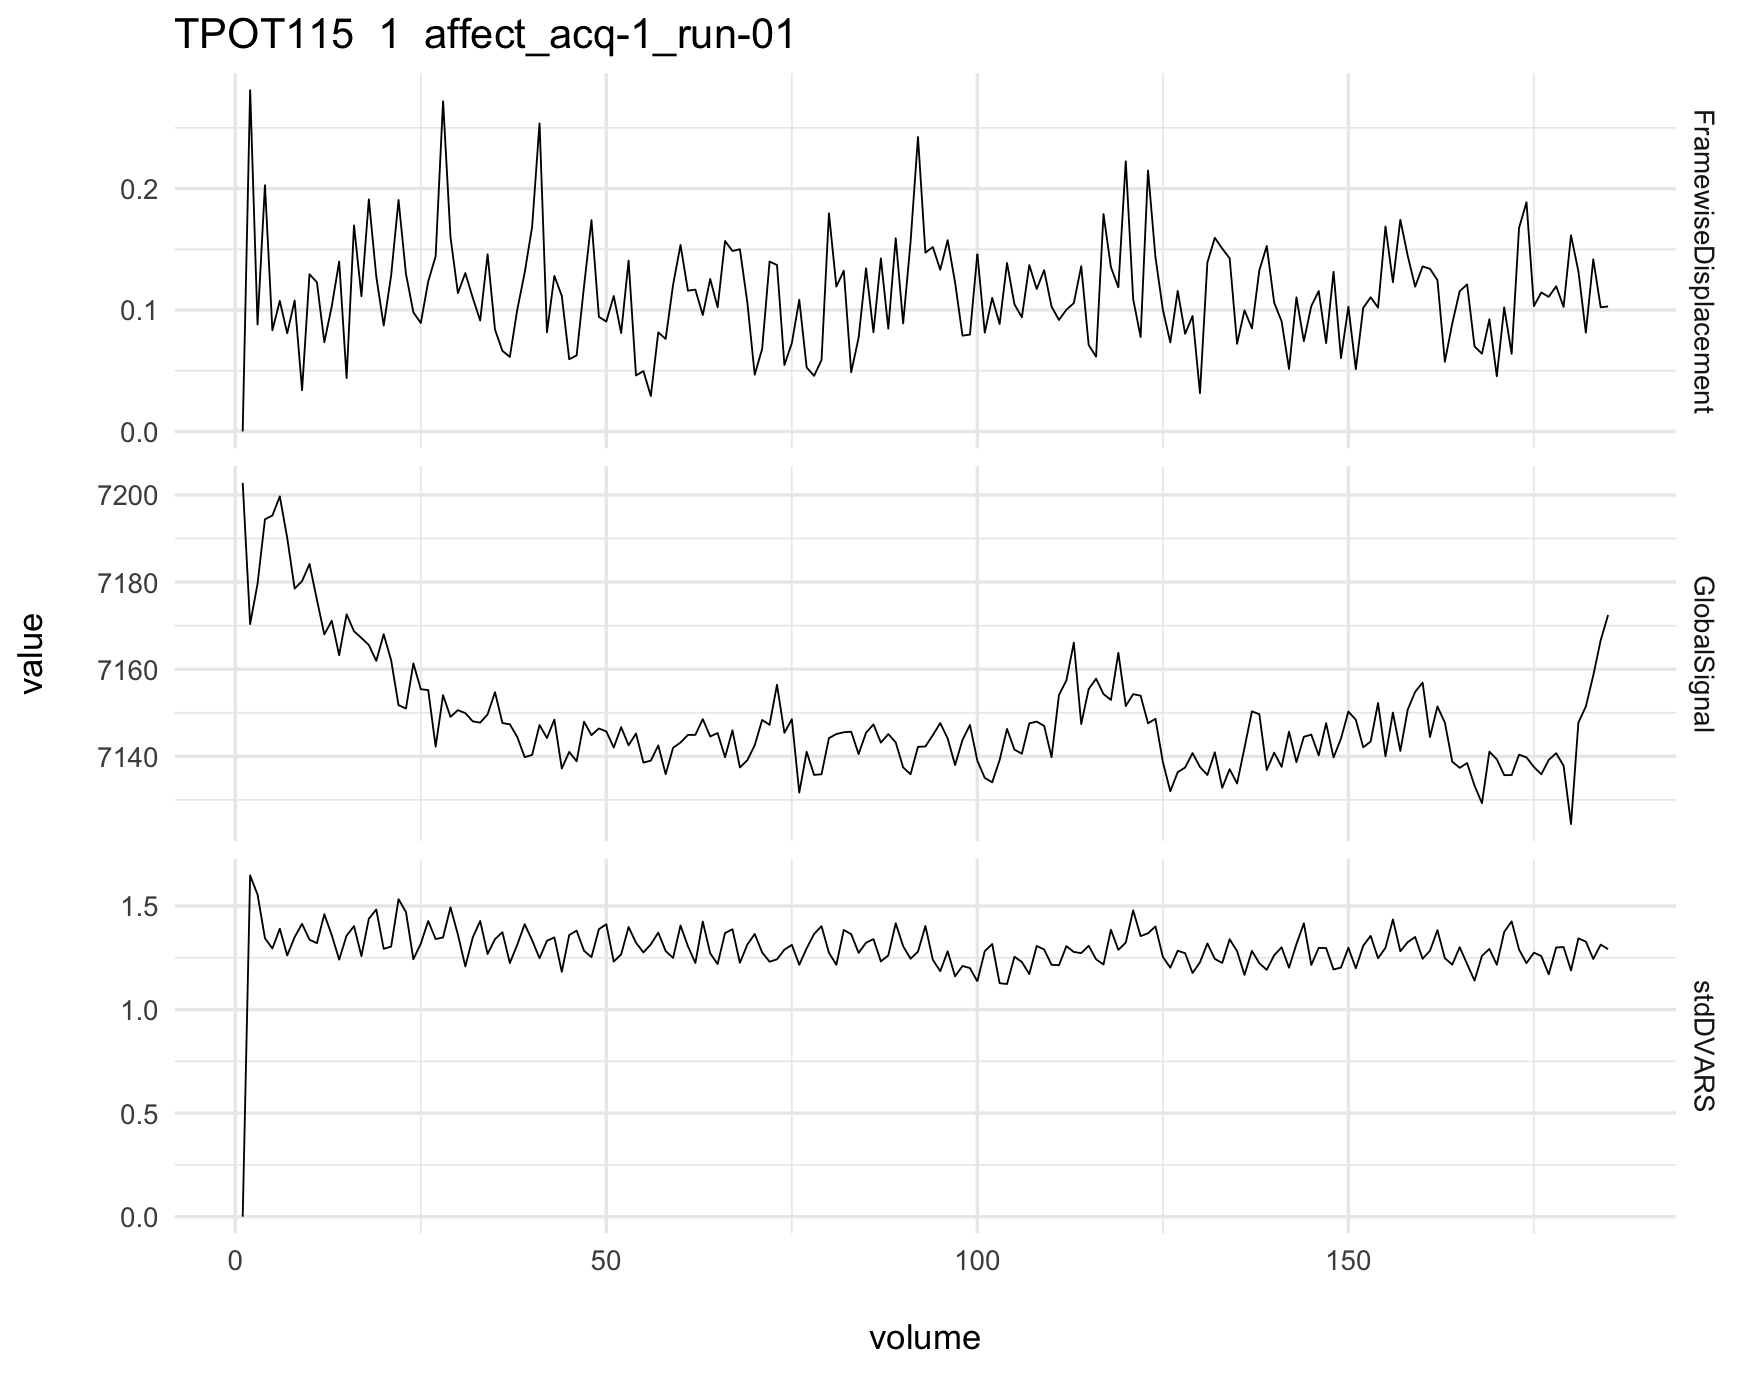 TPOT115 1 affect_acq-1_run-01
0.2
0.1
0.0
FramewiseDisplacement
7200
7180
7160
7140
GlobalSignal
value
1.5
1.0
0.5
0.0
stdDVARS
0 50 100 150
volume